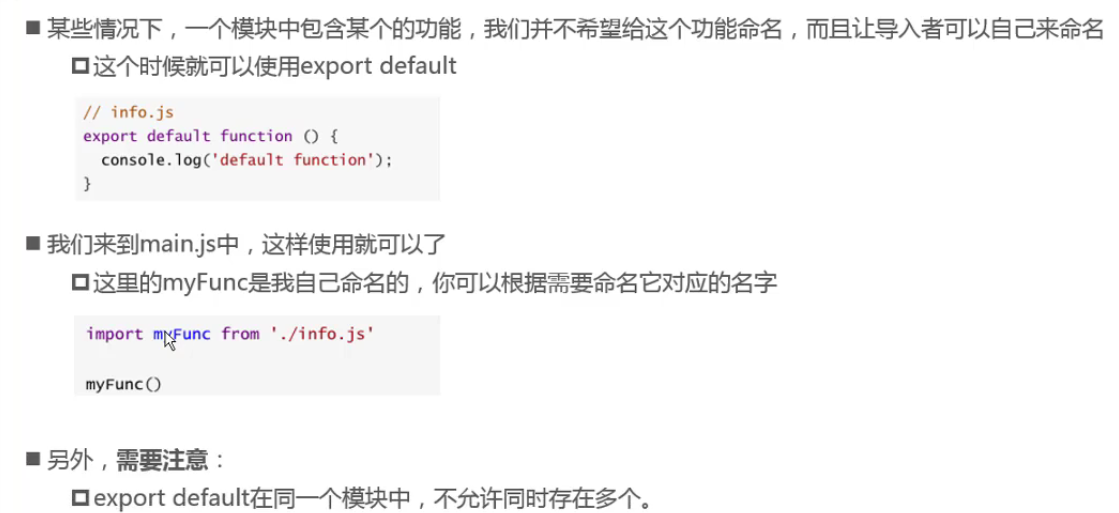 ■ 某些情况下，一个模块中包含某个的功能，我们并不希望给这个功能命名，而且让导入者可以自己来命名
这个时候就可以使用export default
// info.js
export default function () {
console.log('default function');
}
■ 我们来到main.js中，这样使用就可以了
这里的myFunc是我自己命名的，你可以根据需要命名它对应的名字
import myFunc from './info.js'
myFunc()
■ 另外，需要注意：
export default在同一个模块中，不允许同时存在多个。